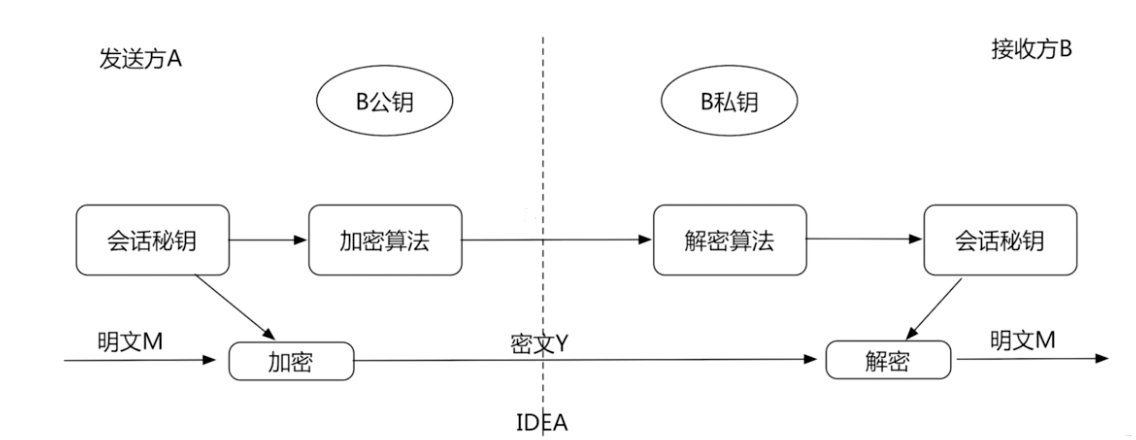 发送方A
接收方B
B公钥
B私钥
会话秘钥
加密算法
解密算法
会话秘钥
明文M
加密
密文Y
解密
明文M
IDEA